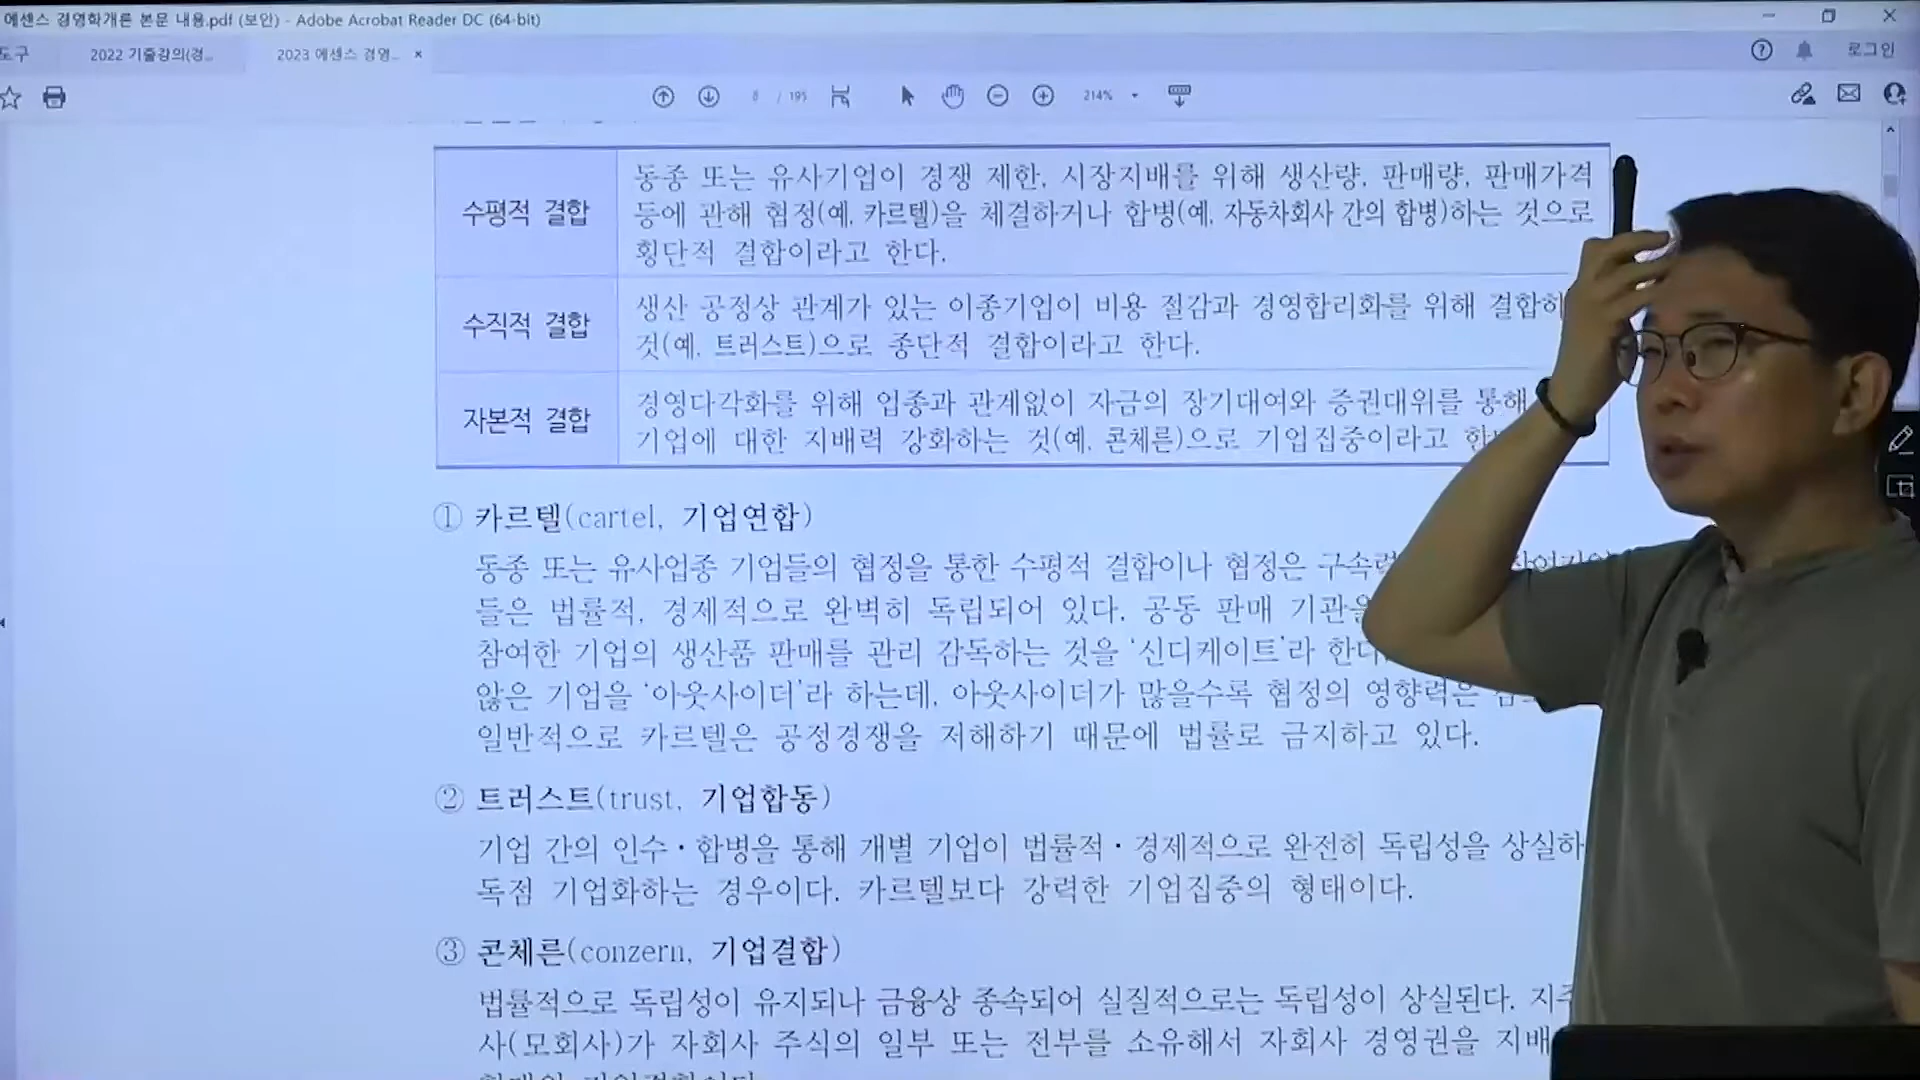 에센스 경영학개론 본문 내용.pdf (보안) - Adobe Acrobat Reader DC (64-bit)
도구 2022 기출강의(경... 2023 에센스 경영... × 로그인
8 / 195 214%
수평적 결합
동종 또는 유사기업이 경쟁 제한, 시장지배를 위해 생산량, 판매량, 판매가격
등에 관해 협정(예, 카르텔)을 체결하거나 합병(예, 자동차회사 간의 합병)하는 것으로
횡단적 결합이라고 한다.
수직적 결합
생산 공정상 관계가 있는 이종기업이 비용 절감과 경영합리화를 위해 결합하
것(예, 트러스트)으로 종단적 결합이라고 한다.
자본적 결합
경영다각화를 위해 업종과 관계없이 자금의 장기대여와 증권대위를 통해
기업에 대한 지배력 강화하는 것(예, 콘체른)으로 기업집중이라고 한
① 카르텔(cartel, 기업연합)
동종 또는 유사업종 기업들의 협정을 통한 수평적 결합이나 협정은
들은 법률적, 경제적으로 완벽히 독립되어 있다. 공동 판매 기관을
참여한 기업의 생산품 판매를 관리 감독하는 것을 '신디케이트'라 한다
않은 기업을 '아웃사이더'라 하는데, 아웃사이더가 많을수록 협정의 영향력은
일반적으로 카르텔은 공정경쟁을 저해하기 때문에 법률로 금지하고 있다.
② 트러스트(trust, 기업합동)
기업 간의 인수·합병을 통해 개별 기업이 법률적·경제적으로 완전히 독립성을 상실하
독점 기업화하는 경우이다. 카르텔보다 강력한 기업집중의 형태이다.
③ 콘체른(conzern, 기업결합)
법률적으로 독립성이 유지되나 금융상 종속되어 실질적으로는 독립성이 상실된다. 지주
사(모회사)가 자회사 주식의 일부 또는 전부를 소유해서 자회사 경영권을 지배